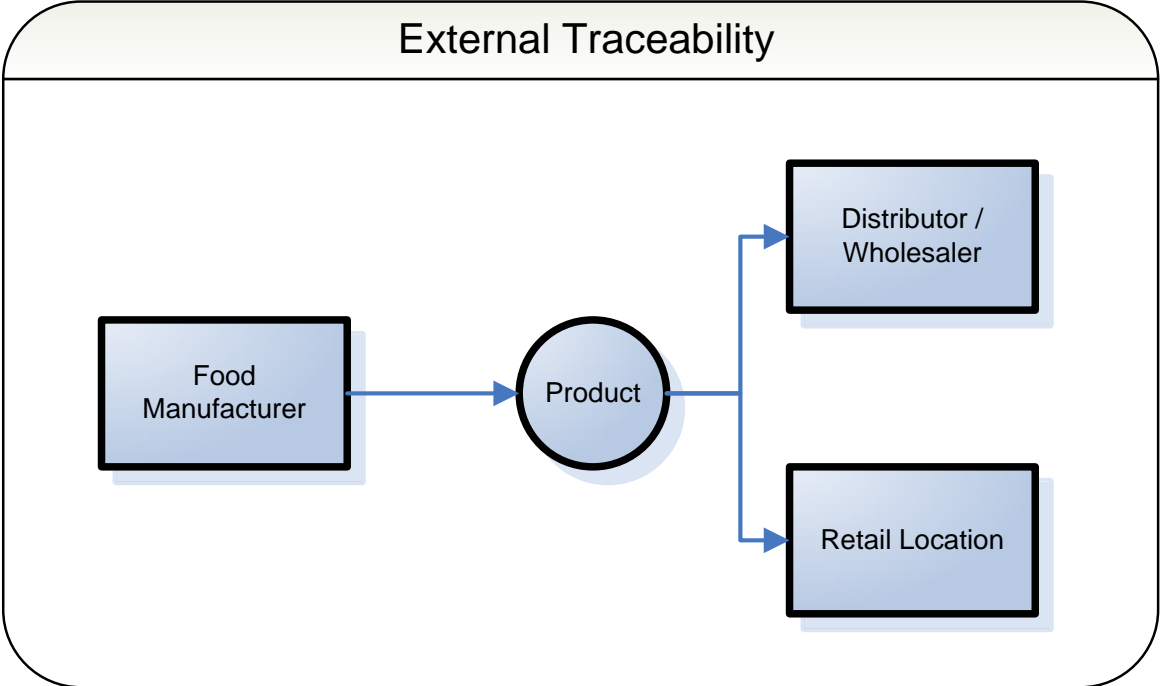 External Traceability
Distributor /
Wholesaler
Food
Manufacturer
Product
Retail Location